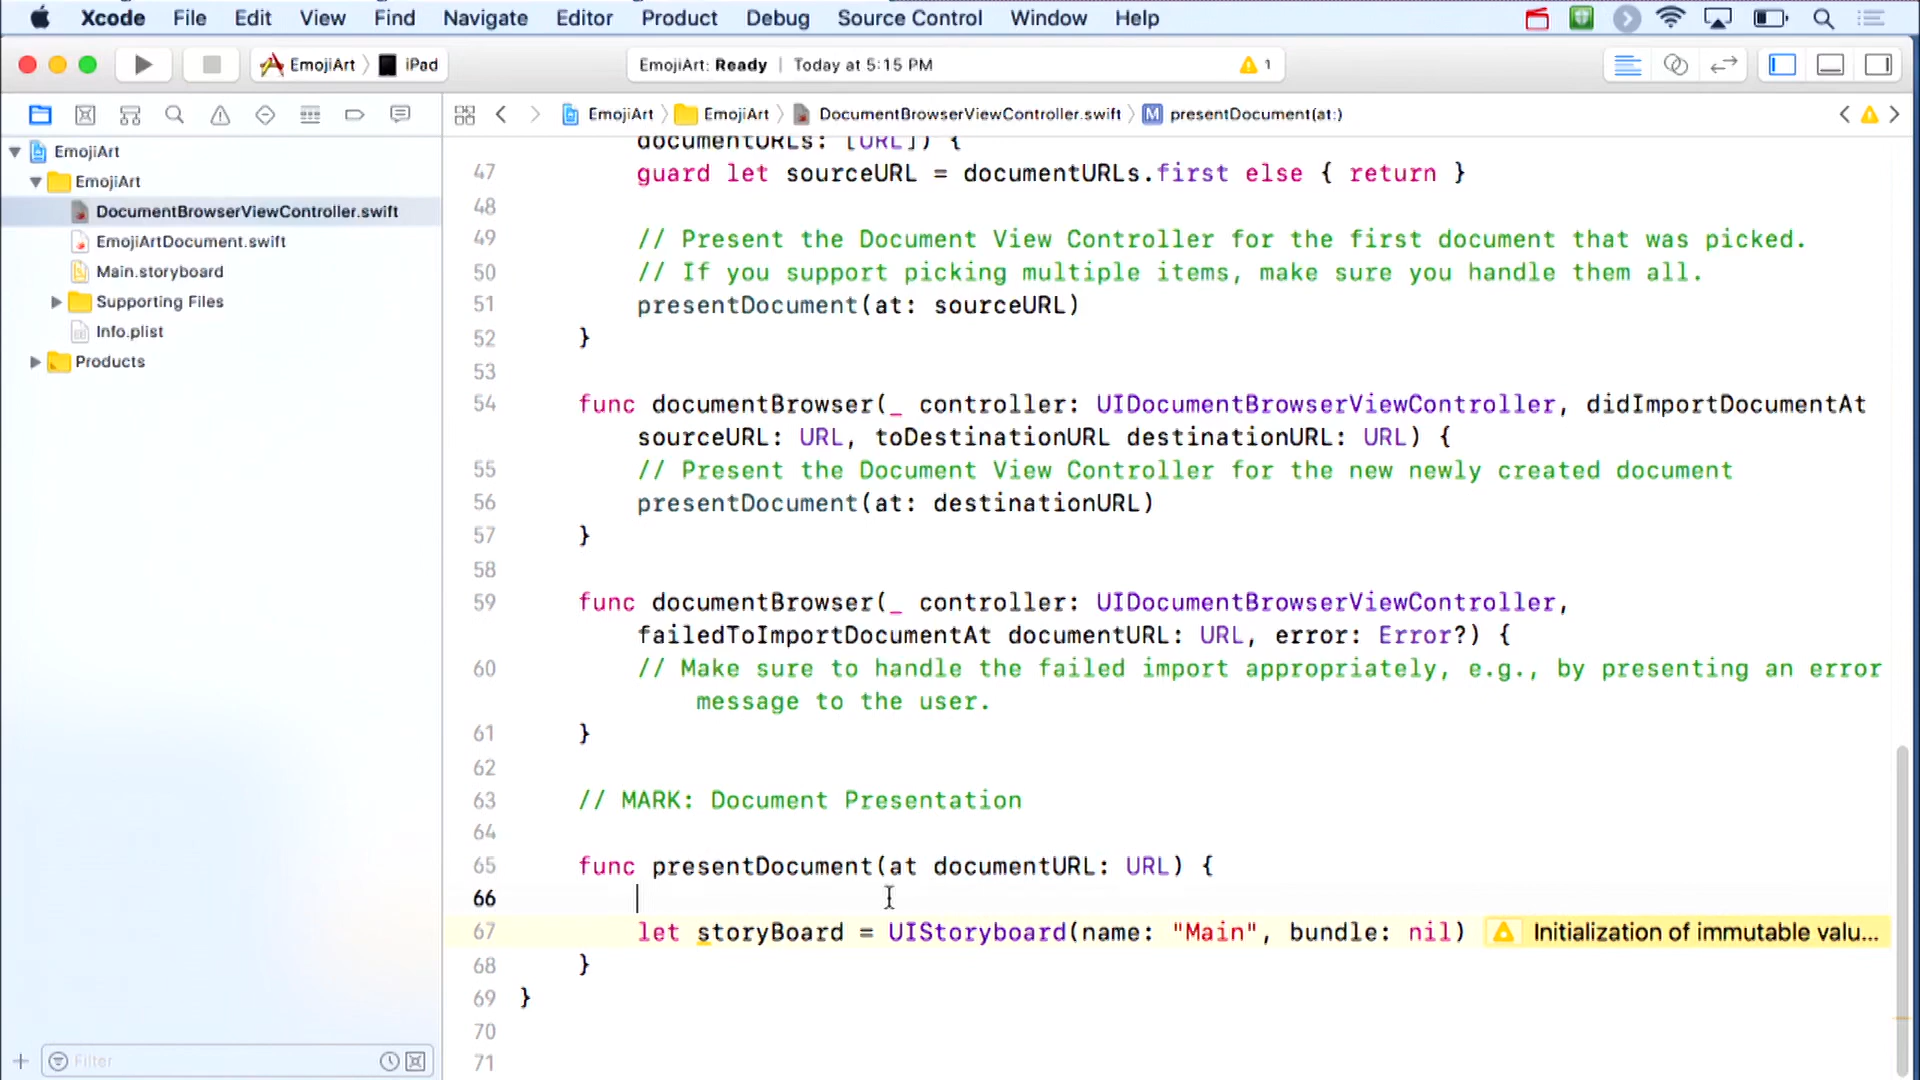 Xcode File Edit View Find Navigate Editor Product Debug Source Control Window Help
EmojiArt iPad
EmojiArt: Ready | Today at 5:15 PM 1
EmojiArt EmojiArt DocumentBrowserViewController.swift M presentDocument(at:)
EmojiArt
EmojiArt
DocumentBrowserViewController.swift
EmojiArtDocument.swift
Main.storyboard
Supporting Files
Info.plist
Products
Filter
documentURLs: [URL]) {
47 guard let sourceURL = documentURLs.first else { return }
48
49 // Present the Document View Controller for the first document that was picked.
50 // If you support picking multiple items, make sure you handle them all.
51 presentDocument(at: sourceURL)
52 }
53
54 func documentBrowser(_ controller: UIDocumentBrowserViewController, didImportDocumentAt
sourceURL: URL, toDestinationURL destinationURL: URL) {
55 // Present the Document View Controller for the new newly created document
56 presentDocument(at: destinationURL)
57 }
58
59 func documentBrowser(_ controller: UIDocumentBrowserViewController,
failedToImportDocumentAt documentURL: URL, error: Error?) {
60 // Make sure to handle the failed import appropriately, e.g., by presenting an error
message to the user.
61 }
62
63 // MARK: Document Presentation
64
65 func presentDocument(at documentURL: URL) {
66
67 let storyBoard = UIStoryboard(name: "Main", bundle: nil) Initialization of immutable valu...
68 }
69 }
70
71